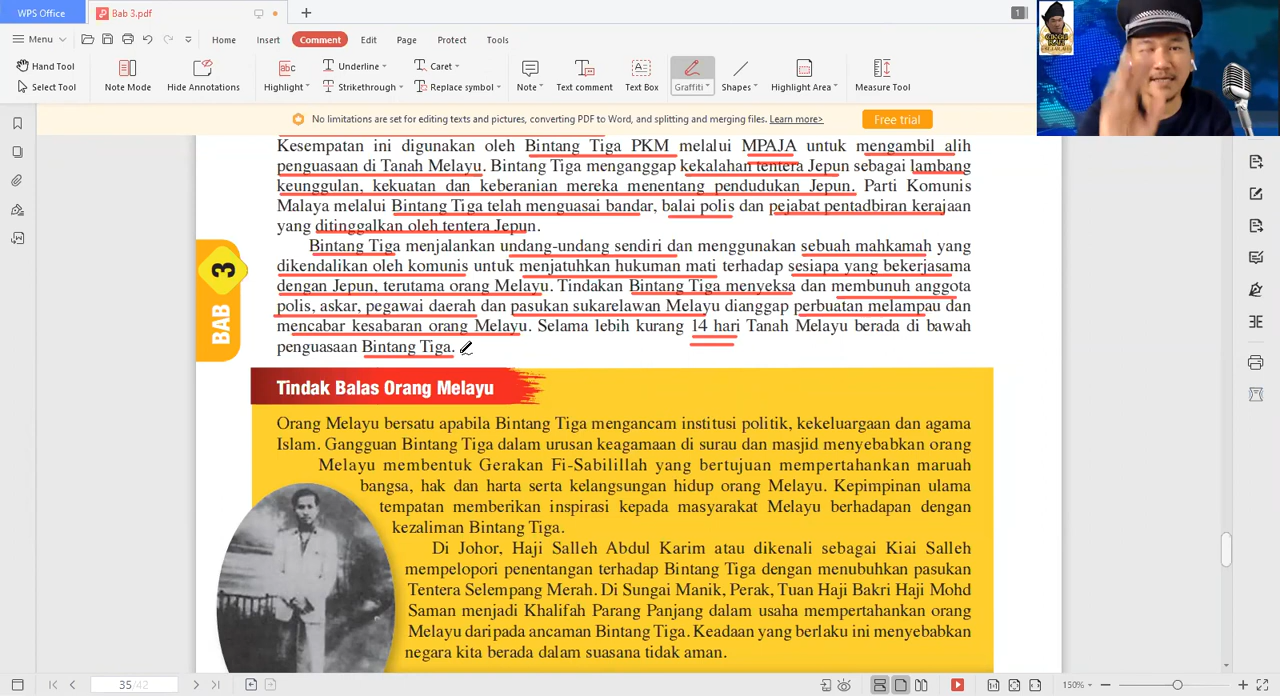 WPS Office
Bab 3.pdf
1
Menu
Home Insert Comment Edit Page Protect Tools
Hand Tool
Select Tool
Note Mode
Hide Annotations
Highlight
Underline
Strikethrough
Caret
Replace symbol
Note
Text comment
Text Box
Graffiti
Shapes
Highlight Area
Measure Tool
No limitations are set for editing texts and pictures, converting PDF to Word, and splitting and merging files. Learn more>
Free trial
Kesempatan ini digunakan oleh Bintang Tiga PKM melalui MPAJA untuk mengambil alih
penguasaan di Tanah Melayu. Bintang Tiga menganggap kekalahan tentera Jepun sebagai lambang
keunggulan, kekuatan dan keberanian mereka menentang pendudukan Jepun. Parti Komunis
Malaya melalui Bintang Tiga telah menguasai bandar, balai polis dan pejabat pentadbiran kerajaan
yang ditinggalkan oleh tentera Jepun.
Bintang Tiga menjalankan undang-undang sendiri dan menggunakan sebuah mahkamah yang
dikendalikan oleh komunis untuk menjatuhkan hukuman mati terhadap sesiapa yang bekerjasama
dengan Jepun, terutama orang Melayu. Tindakan Bintang Tiga menyeksa dan membunuh anggota
polis, askar, pegawai daerah dan pasukan sukarelawan Melayu dianggap perbuatan melampau dan
mencabar kesabaran orang Melayu. Selama lebih kurang 14 hari Tanah Melayu berada di bawah
penguasaan Bintang Tiga.
BAB 3
Tindak Balas Orang Melayu
Orang Melayu bersatu apabila Bintang Tiga mengancam institusi politik, kekeluargaan dan agama
Islam. Gangguan Bintang Tiga dalam urusan keagamaan di surau dan masjid menyebabkan orang
Melayu membentuk Gerakan Fi-Sabilillah yang bertujuan mempertahankan maruah
bangsa, hak dan harta serta kelangsungan hidup orang Melayu. Kepimpinan ulama
tempatan memberikan inspirasi kepada masyarakat Melayu berhadapan dengan
kezaliman Bintang Tiga.
Di Johor, Haji Salleh Abdul Karim atau dikenali sebagai Kiai Salleh
mempelopori penentangan terhadap Bintang Tiga dengan menubuhkan pasukan
Tentera Selempang Merah. Di Sungai Manik, Perak, Tuan Haji Bakri Haji Mohd
Saman menjadi Khalifah Parang Panjang dalam usaha mempertahankan orang
Melayu daripada ancaman Bintang Tiga. Keadaan yang berlaku ini menyebabkan
negara kita berada dalam suasana tidak aman.
35/42
150%